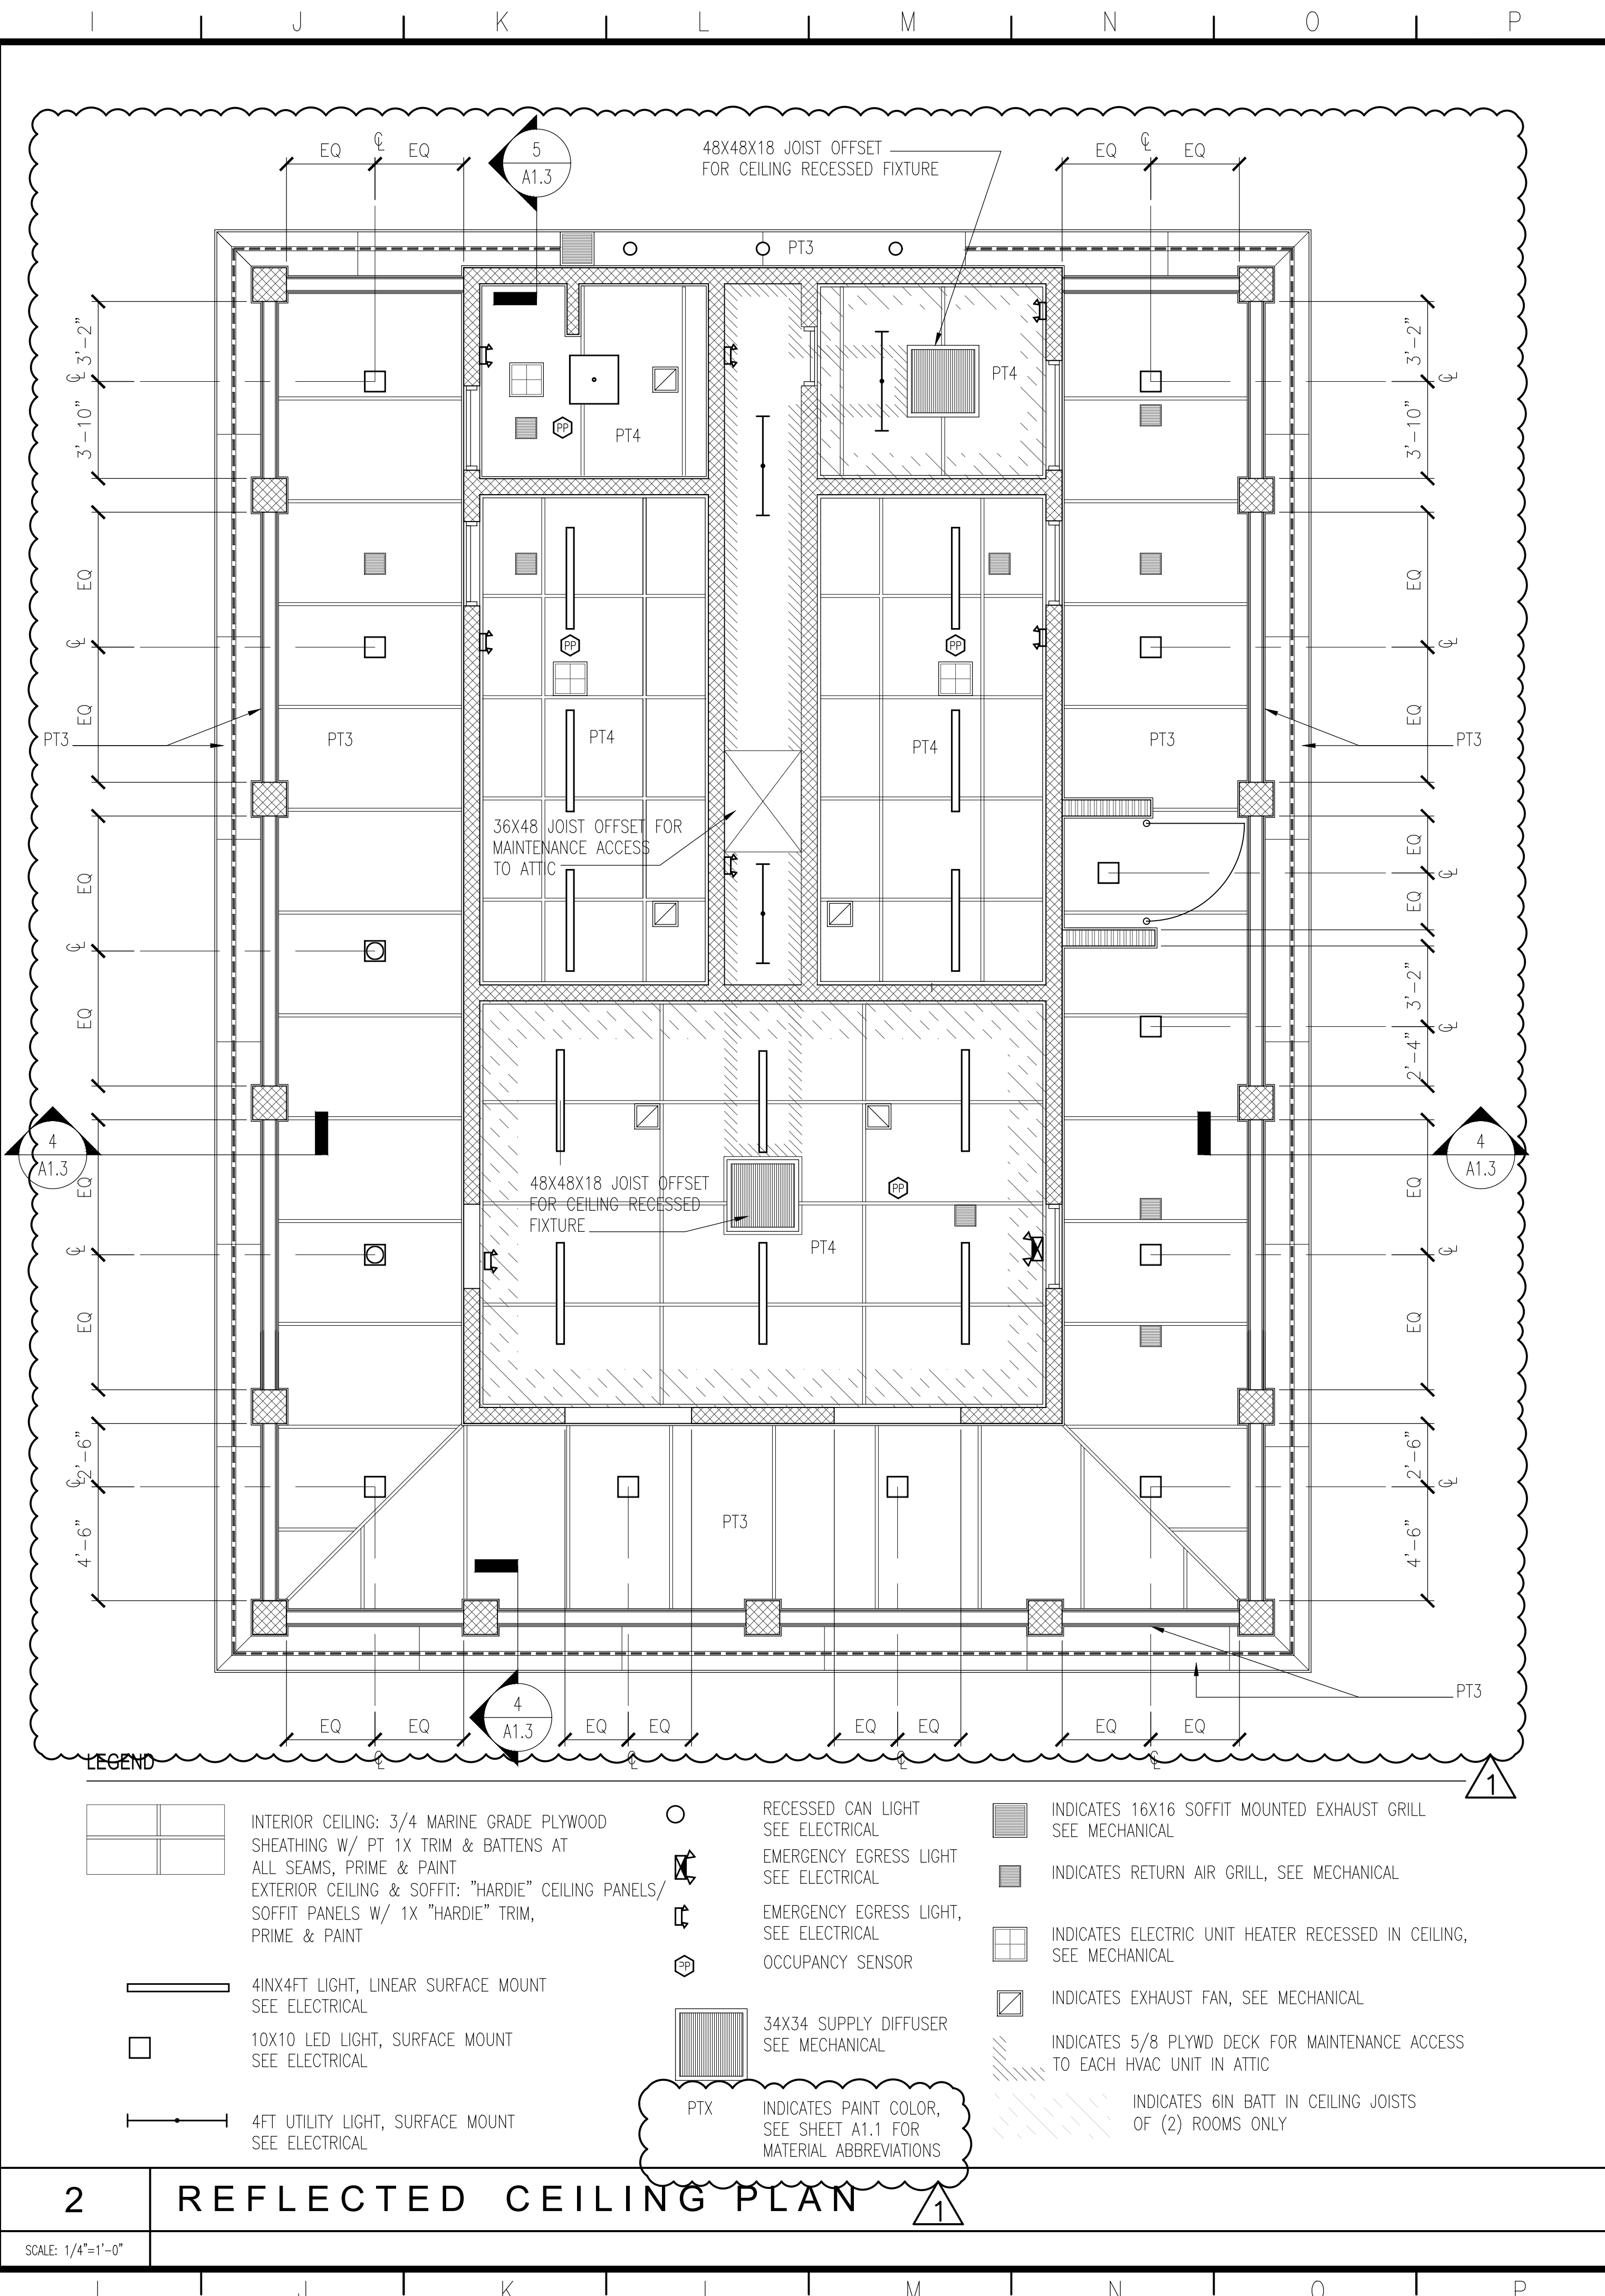 I J K L M N O P
EQ ℄ EQ
5
A1.3
48X48X18 JOIST OFFSET
FOR CEILING RECESSED FIXTURE
EQ ℄ EQ
PT3
3'-2"
℄
3'-10"
PT4
PP
PT4
3'-2"
℄
3'-10"
EQ
℄
EQ
PP
PP
EQ
℄
EQ
PT3
PT3
PT4
PT4
PT3
PT3
36X48 JOIST OFFSET FOR
MAINTENANCE ACCESS
TO ATTIC
EQ
℄
EQ
EQ
℄
EQ
3'-2"
℄
2'-4"
4
A1.3
4
A1.3
EQ
℄
EQ
48X48X18 JOIST OFFSET
FOR CEILING RECESSED
FIXTURE
PP
PT4
EQ
℄
EQ
2'-6"
℄
4'-6"
PT3
2'-6"
℄
4'-6"
PT3
4
A1.3
EQ ℄ EQ
EQ ℄ EQ
EQ ℄ EQ
EQ ℄ EQ
LEGEND
1
INTERIOR CEILING: 3/4 MARINE GRADE PLYWOOD
SHEATHING W/ PT 1X TRIM & BATTENS AT
ALL SEAMS, PRIME & PAINT
EXTERIOR CEILING & SOFFIT: "HARDIE" CEILING PANELS/
SOFFIT PANELS W/ 1X "HARDIE" TRIM,
PRIME & PAINT
4INX4FT LIGHT, LINEAR SURFACE MOUNT
SEE ELECTRICAL
10X10 LED LIGHT, SURFACE MOUNT
SEE ELECTRICAL
4FT UTILITY LIGHT, SURFACE MOUNT
SEE ELECTRICAL
RECESSED CAN LIGHT
SEE ELECTRICAL
EMERGENCY EGRESS LIGHT
SEE ELECTRICAL
EMERGENCY EGRESS LIGHT,
SEE ELECTRICAL
PP
OCCUPANCY SENSOR
34X34 SUPPLY DIFFUSER
SEE MECHANICAL
PTX
INDICATES PAINT COLOR,
SEE SHEET A1.1 FOR
MATERIAL ABBREVIATIONS
INDICATES 16X16 SOFFIT MOUNTED EXHAUST GRILL
SEE MECHANICAL
INDICATES RETURN AIR GRILL, SEE MECHANICAL
INDICATES ELECTRIC UNIT HEATER RECESSED IN CEILING,
SEE MECHANICAL
INDICATES EXHAUST FAN, SEE MECHANICAL
INDICATES 5/8 PLYWD DECK FOR MAINTENANCE ACCESS
TO EACH HVAC UNIT IN ATTIC
INDICATES 6IN BATT IN CEILING JOISTS
OF (2) ROOMS ONLY
2
REFLECTED CEILING PLAN
1
SCALE: 1/4"=1'-0"
I J K L M N O P